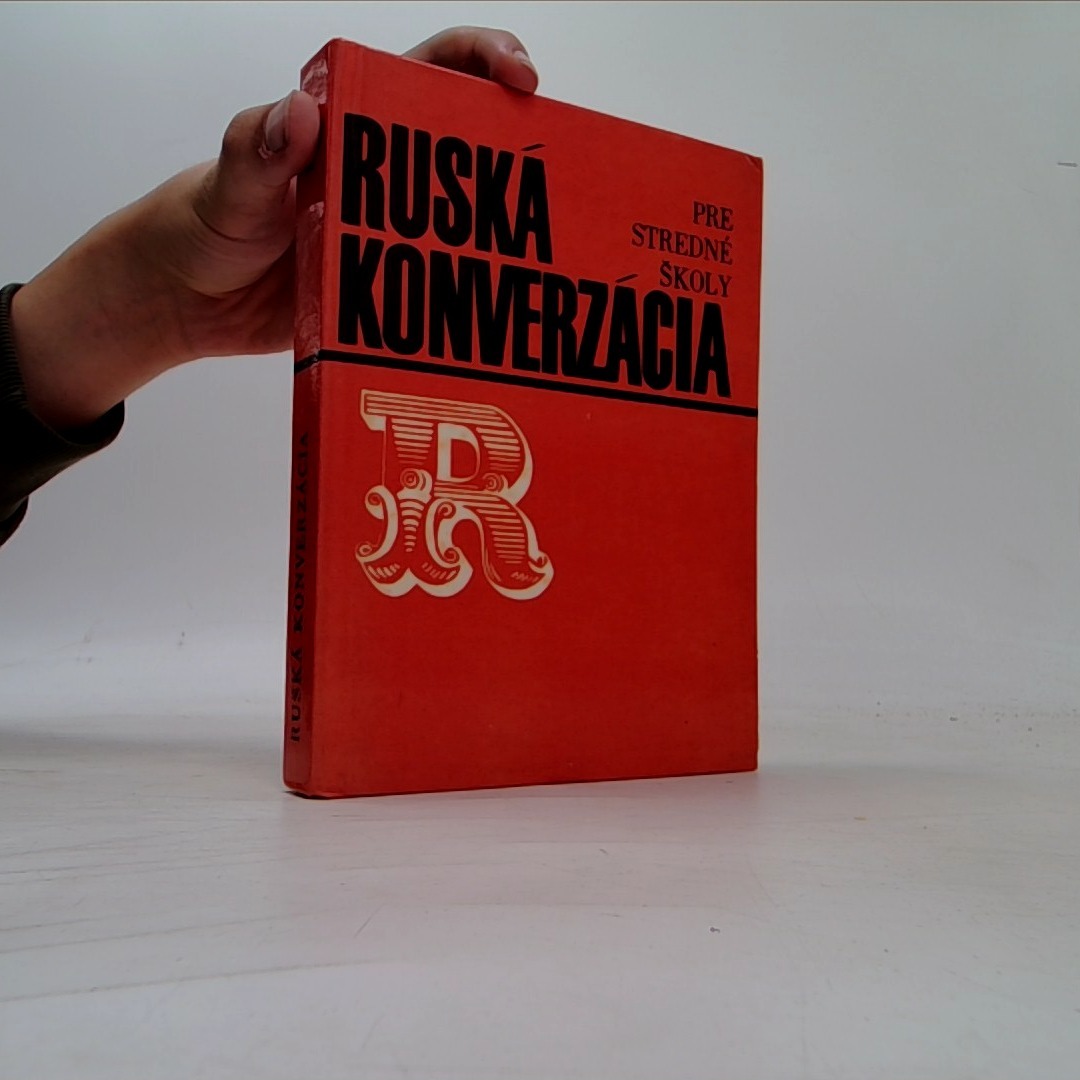 RUSKÁ
KONVERZÁCIA
PRE
STREDNÉ
ŠKOLY
R
RUSKÁ KONVERZÁCIA